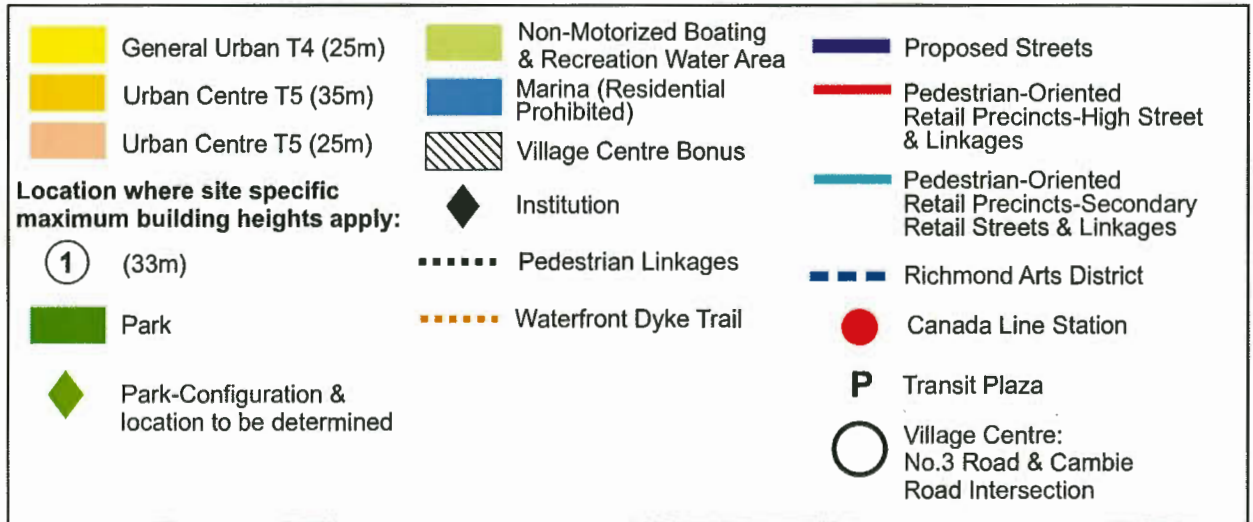 General Urban T4 (25m)
Urban Centre T5 (35m)
Urban Centre T5 (25m)
Location where site specific
maximum building heights apply:
1 (33m)
Park
Park-Configuration &
location to be determined
Non-Motorized Boating
& Recreation Water Area
Marina (Residential
Prohibited)
Village Centre Bonus
Institution
Pedestrian Linkages
Waterfront Dyke Trail
Proposed Streets
Pedestrian-Oriented
Retail Precincts-High Street
& Linkages
Pedestrian-Oriented
Retail Precincts-Secondary
Retail Streets & Linkages
Richmond Arts District
Canada Line Station
P Transit Plaza
Village Centre:
No.3 Road & Cambie
Road Intersection